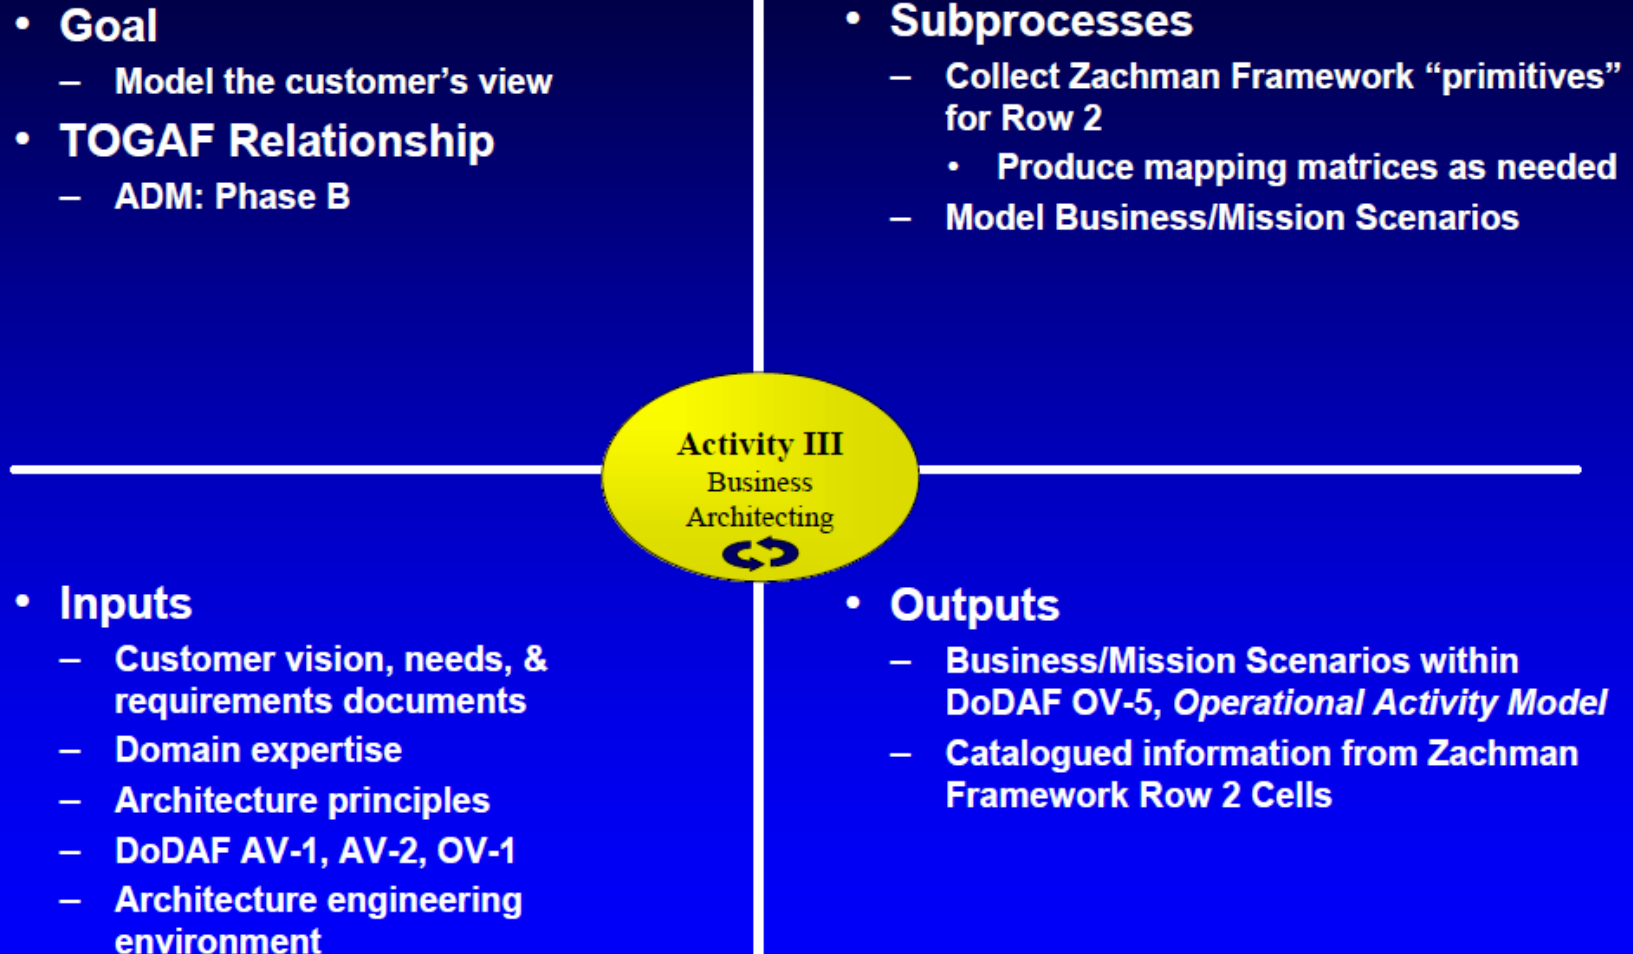 • Goal
– Model the customer’s view
• TOGAF Relationship
– ADM: Phase B
• Subprocesses
– Collect Zachman Framework “primitives”
for Row 2
• Produce mapping matrices as needed
– Model Business/Mission Scenarios
Activity III
Business
Architecting
• Inputs
– Customer vision, needs, &
requirements documents
– Domain expertise
– Architecture principles
– DoDAF AV-1, AV-2, OV-1
– Architecture engineering
environment
• Outputs
– Business/Mission Scenarios within
DoDAF OV-5, Operational Activity Model
– Catalogued information from Zachman
Framework Row 2 Cells